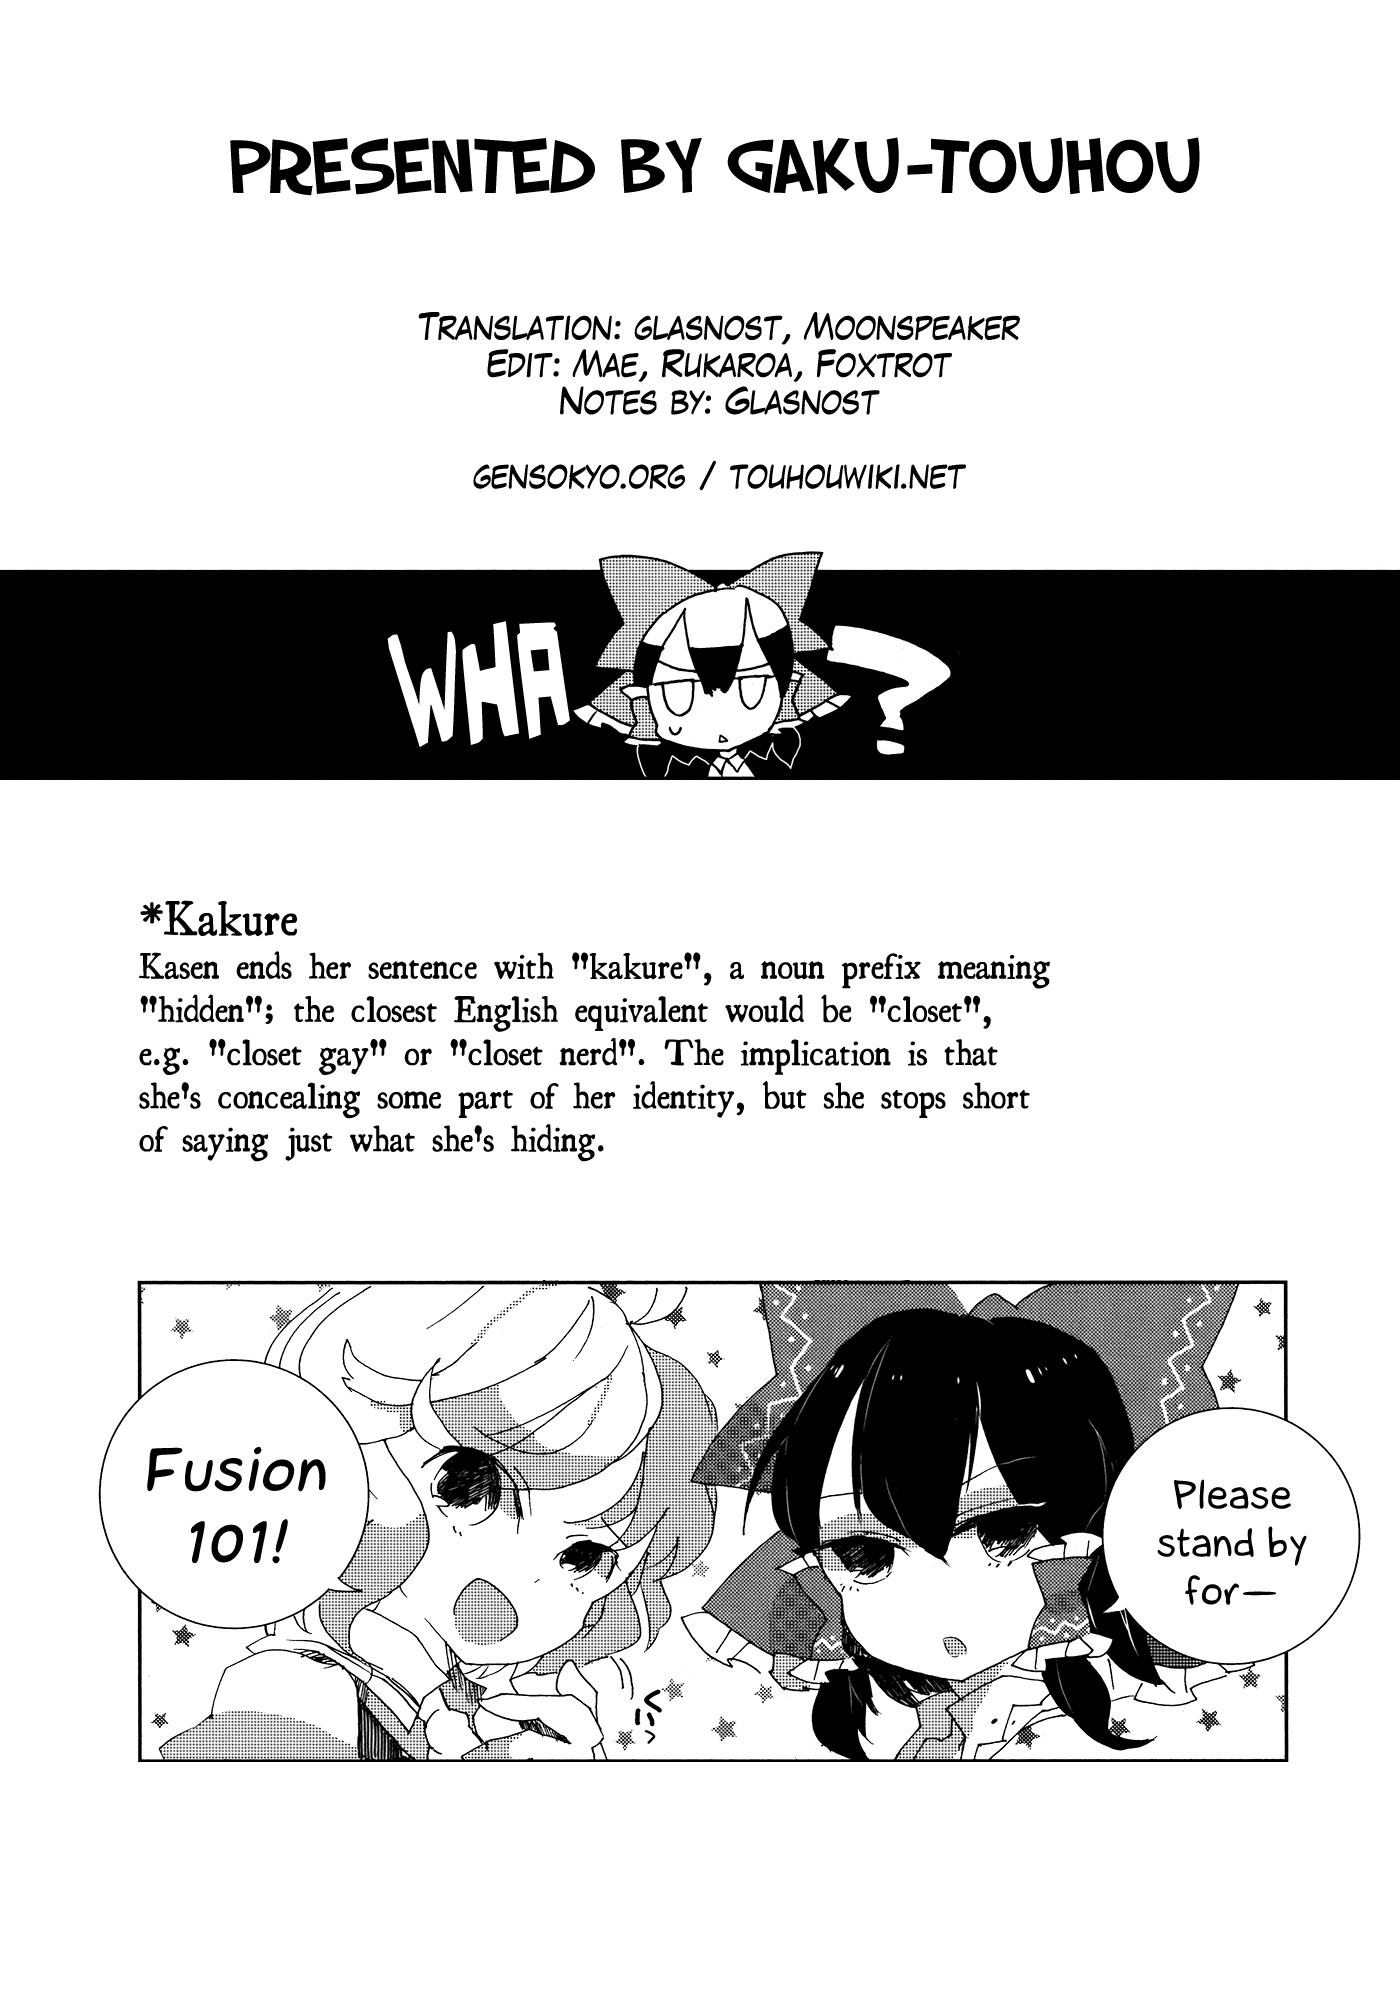 PRESENTED BY GAKU-TOUHOU
TRANSLATION: GLASNOST, MOONSPEAKER
EDIT: MAE, RUKAROA, FOXTROT
NOTES BY: GLASNOST
GENSOKYO.ORG / TOUHOUWIKI.NET
WHA ?
*Kakure
Kasen ends her sentence with "kakure", a noun prefix meaning
"hidden"; the closest English equivalent would be "closet",
e.g. "closet gay" or "closet nerd". The implication is that
she's concealing some part of her identity, but she stops short
of saying just what she's hiding.
Please
stand by
for—
Fusion
101!